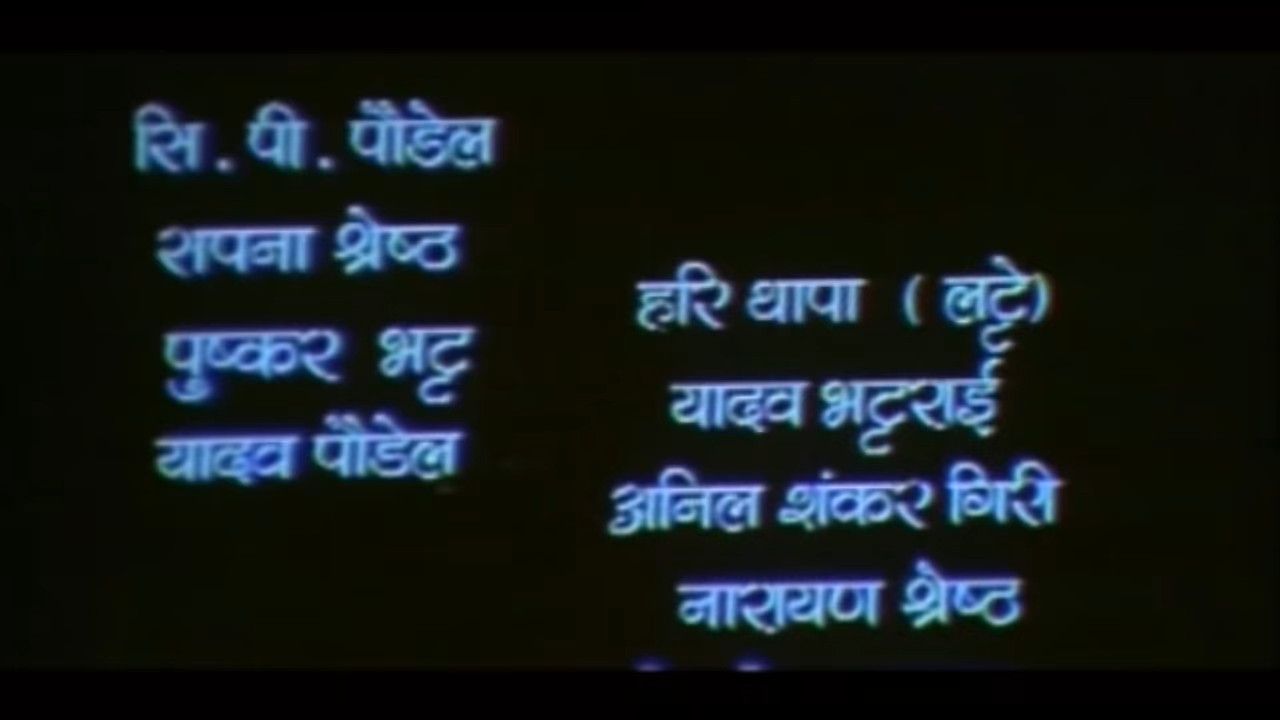 सि . पी . पौडेल
सपना श्रेष्ठ
पुष्कर भट्ट
यादव पौडेल
हरि थापा ( लट्टे)
यादव भट्टराई
अनिल शंकर गिरी
नारायण श्रेष्ठ